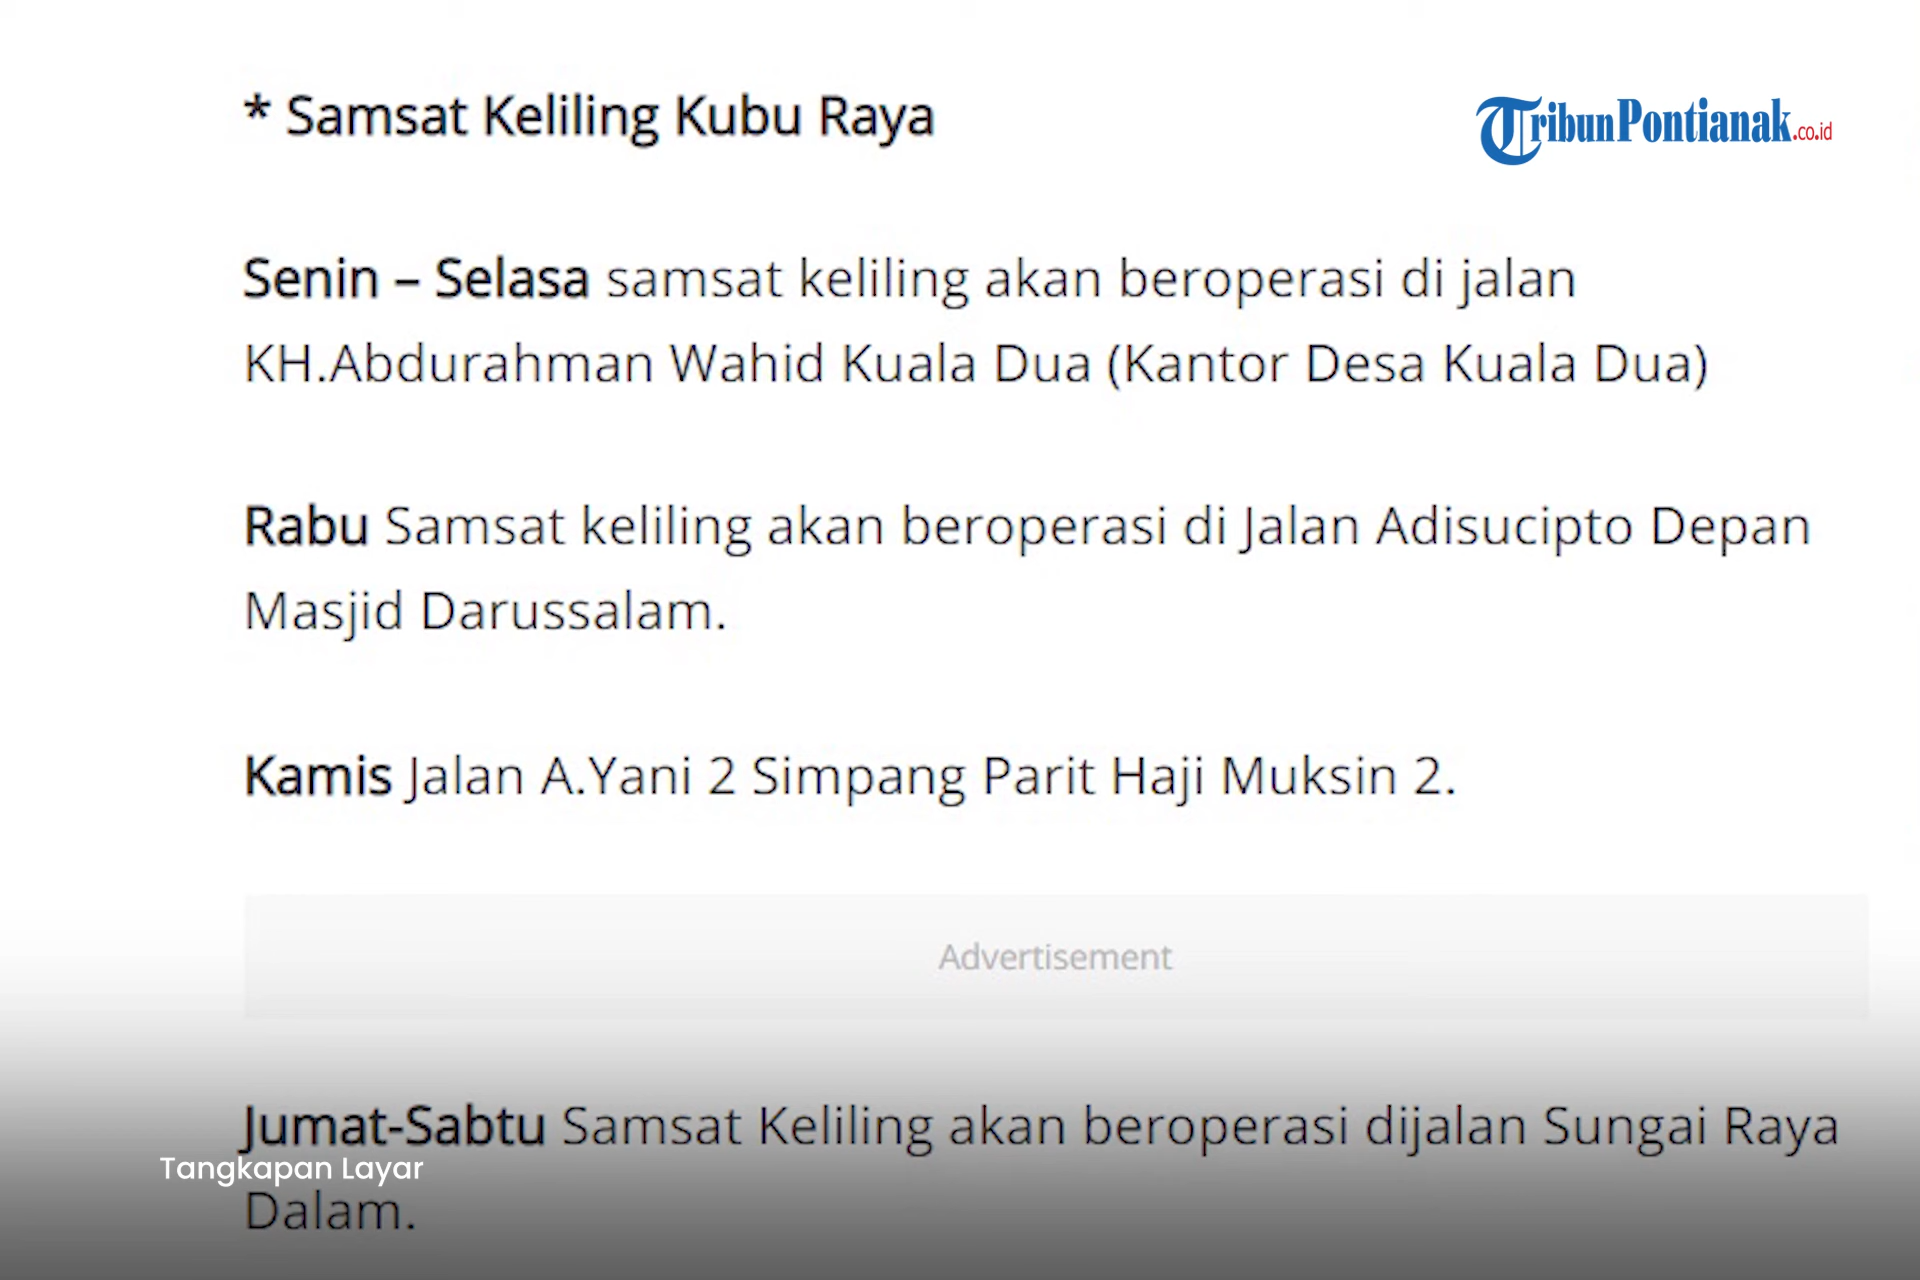 * Samsat Keliling Kubu Raya
TribunPontianak.co.id
Senin – Selasa samsat keliling akan beroperasi di jalan
KH.Abdurahman Wahid Kuala Dua (Kantor Desa Kuala Dua)
Rabu Samsat keliling akan beroperasi di Jalan Adisucipto Depan
Masjid Darussalam.
Kamis Jalan A.Yani 2 Simpang Parit Haji Muksin 2.
Advertisement
Jumat-Sabtu Samsat Keliling akan beroperasi dijalan Sungai Raya
Tangkapan Layar
Dalam.